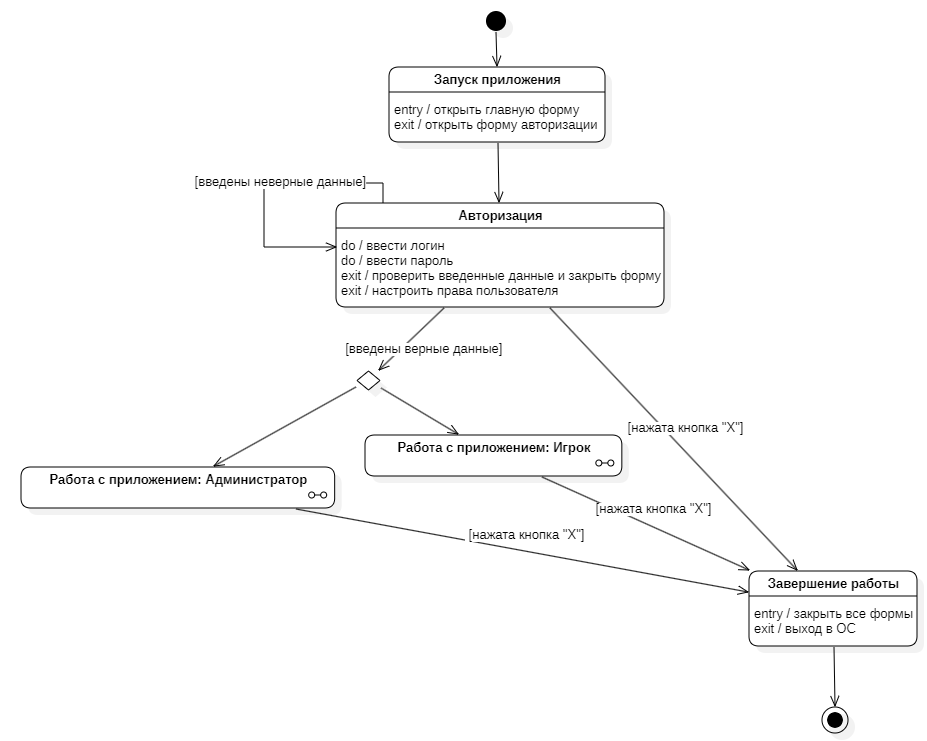 Запуск приложения
entry / открыть главную форму
exit / открыть форму авторизации
[введены неверные данные]
Авторизация
do / ввести логин
do / ввести пароль
exit / проверить введенные данные и закрыть форму
exit / настроить права пользователя
[введены верные данные]
[нажата кнопка "X"]
Работа с приложением: Игрок
Работа с приложением: Администратор
[нажата кнопка "X"]
[нажата кнопка "X"]
Завершение работы
entry / закрыть все формы
exit / выход в ОС